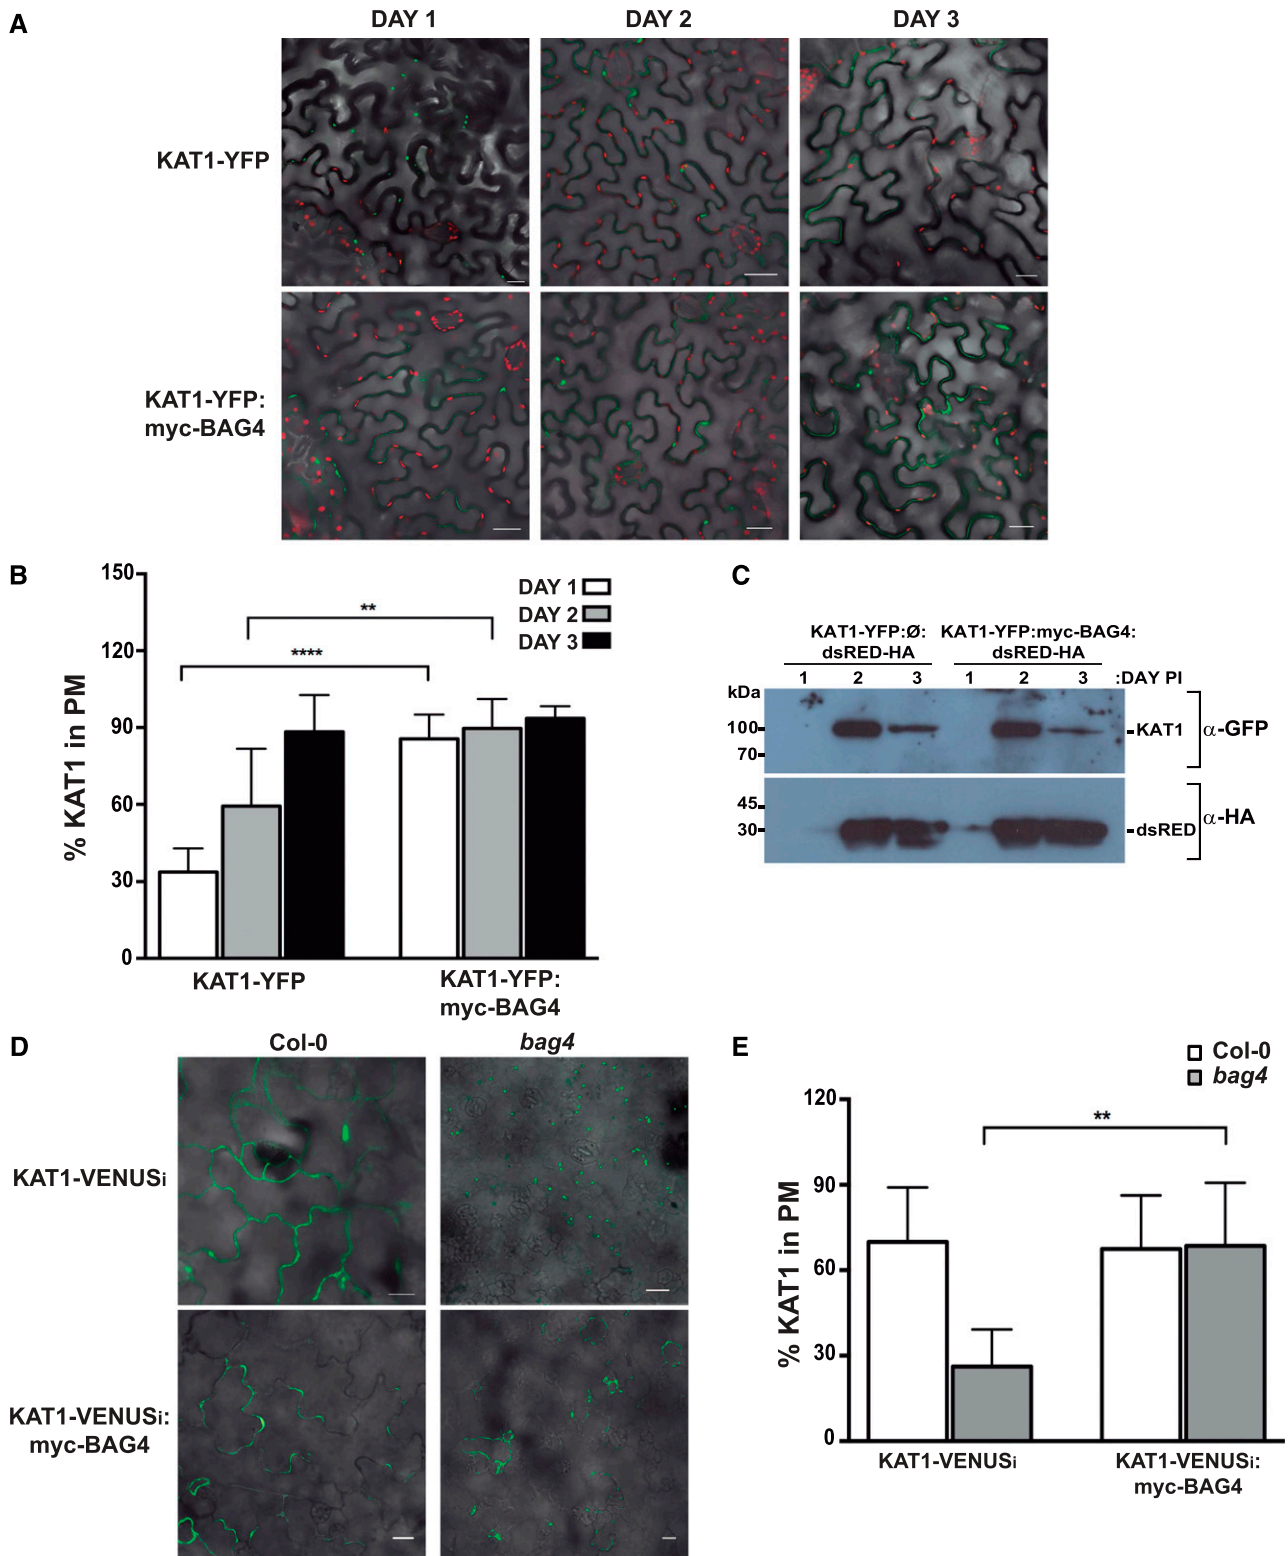 A
DAY 1
DAY 2
DAY 3
KAT1-YFP
KAT1-YFP:
myc-BAG4
B
% KAT1 in PM
150
120
90
60
30
0
**
****
DAY 1
DAY 2
DAY 3
KAT1-YFP
KAT1-YFP:
myc-BAG4
C
KAT1-YFP:Ø:
dsRED-HA
KAT1-YFP:myc-BAG4:
dsRED-HA
1 2 3 1 2 3 :DAY PI
kDa
100
70
KAT1
α-GFP
45
30
dsRED
α-HA
D
Col-0
bag4
KAT1-VENUSi
KAT1-VENUSi:
myc-BAG4
E
Col-0
bag4
% KAT1 in PM
120
90
60
30
0
**
KAT1-VENUSi
KAT1-VENUSi:
myc-BAG4